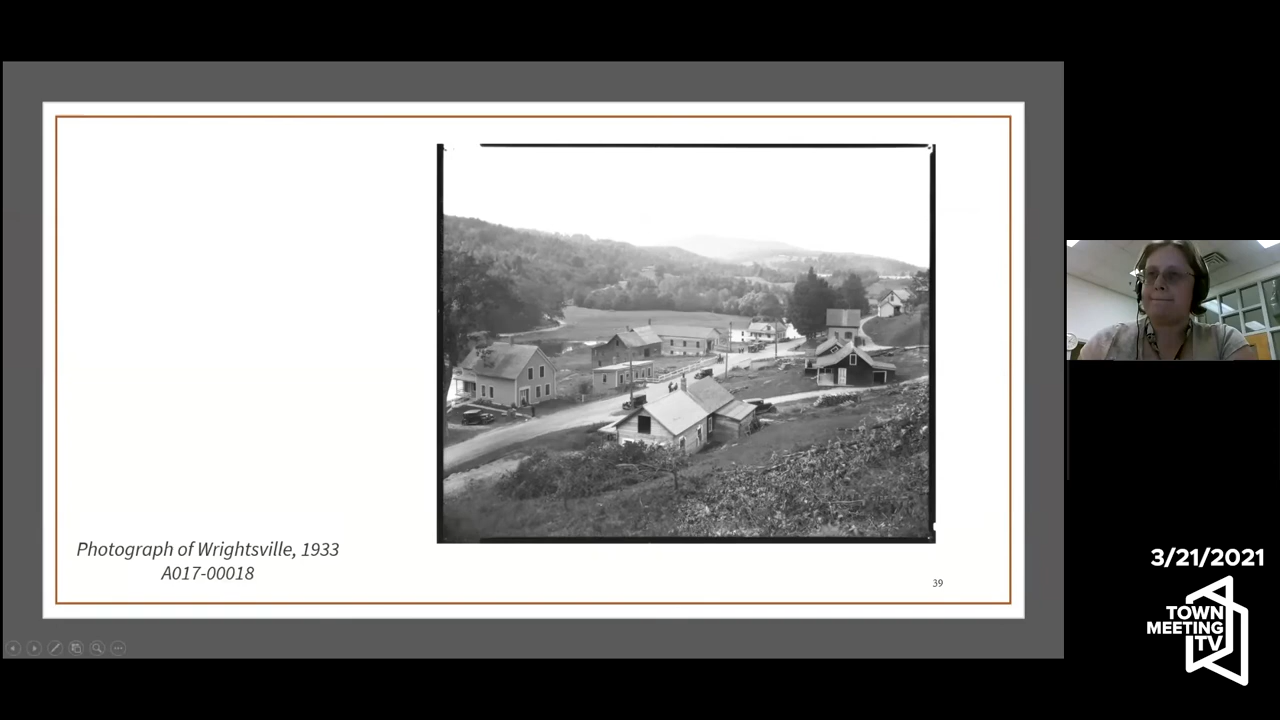 Photograph of Wrightsville, 1933
A017-00018
39
3/21/2021
TOWN
MEETING
TV